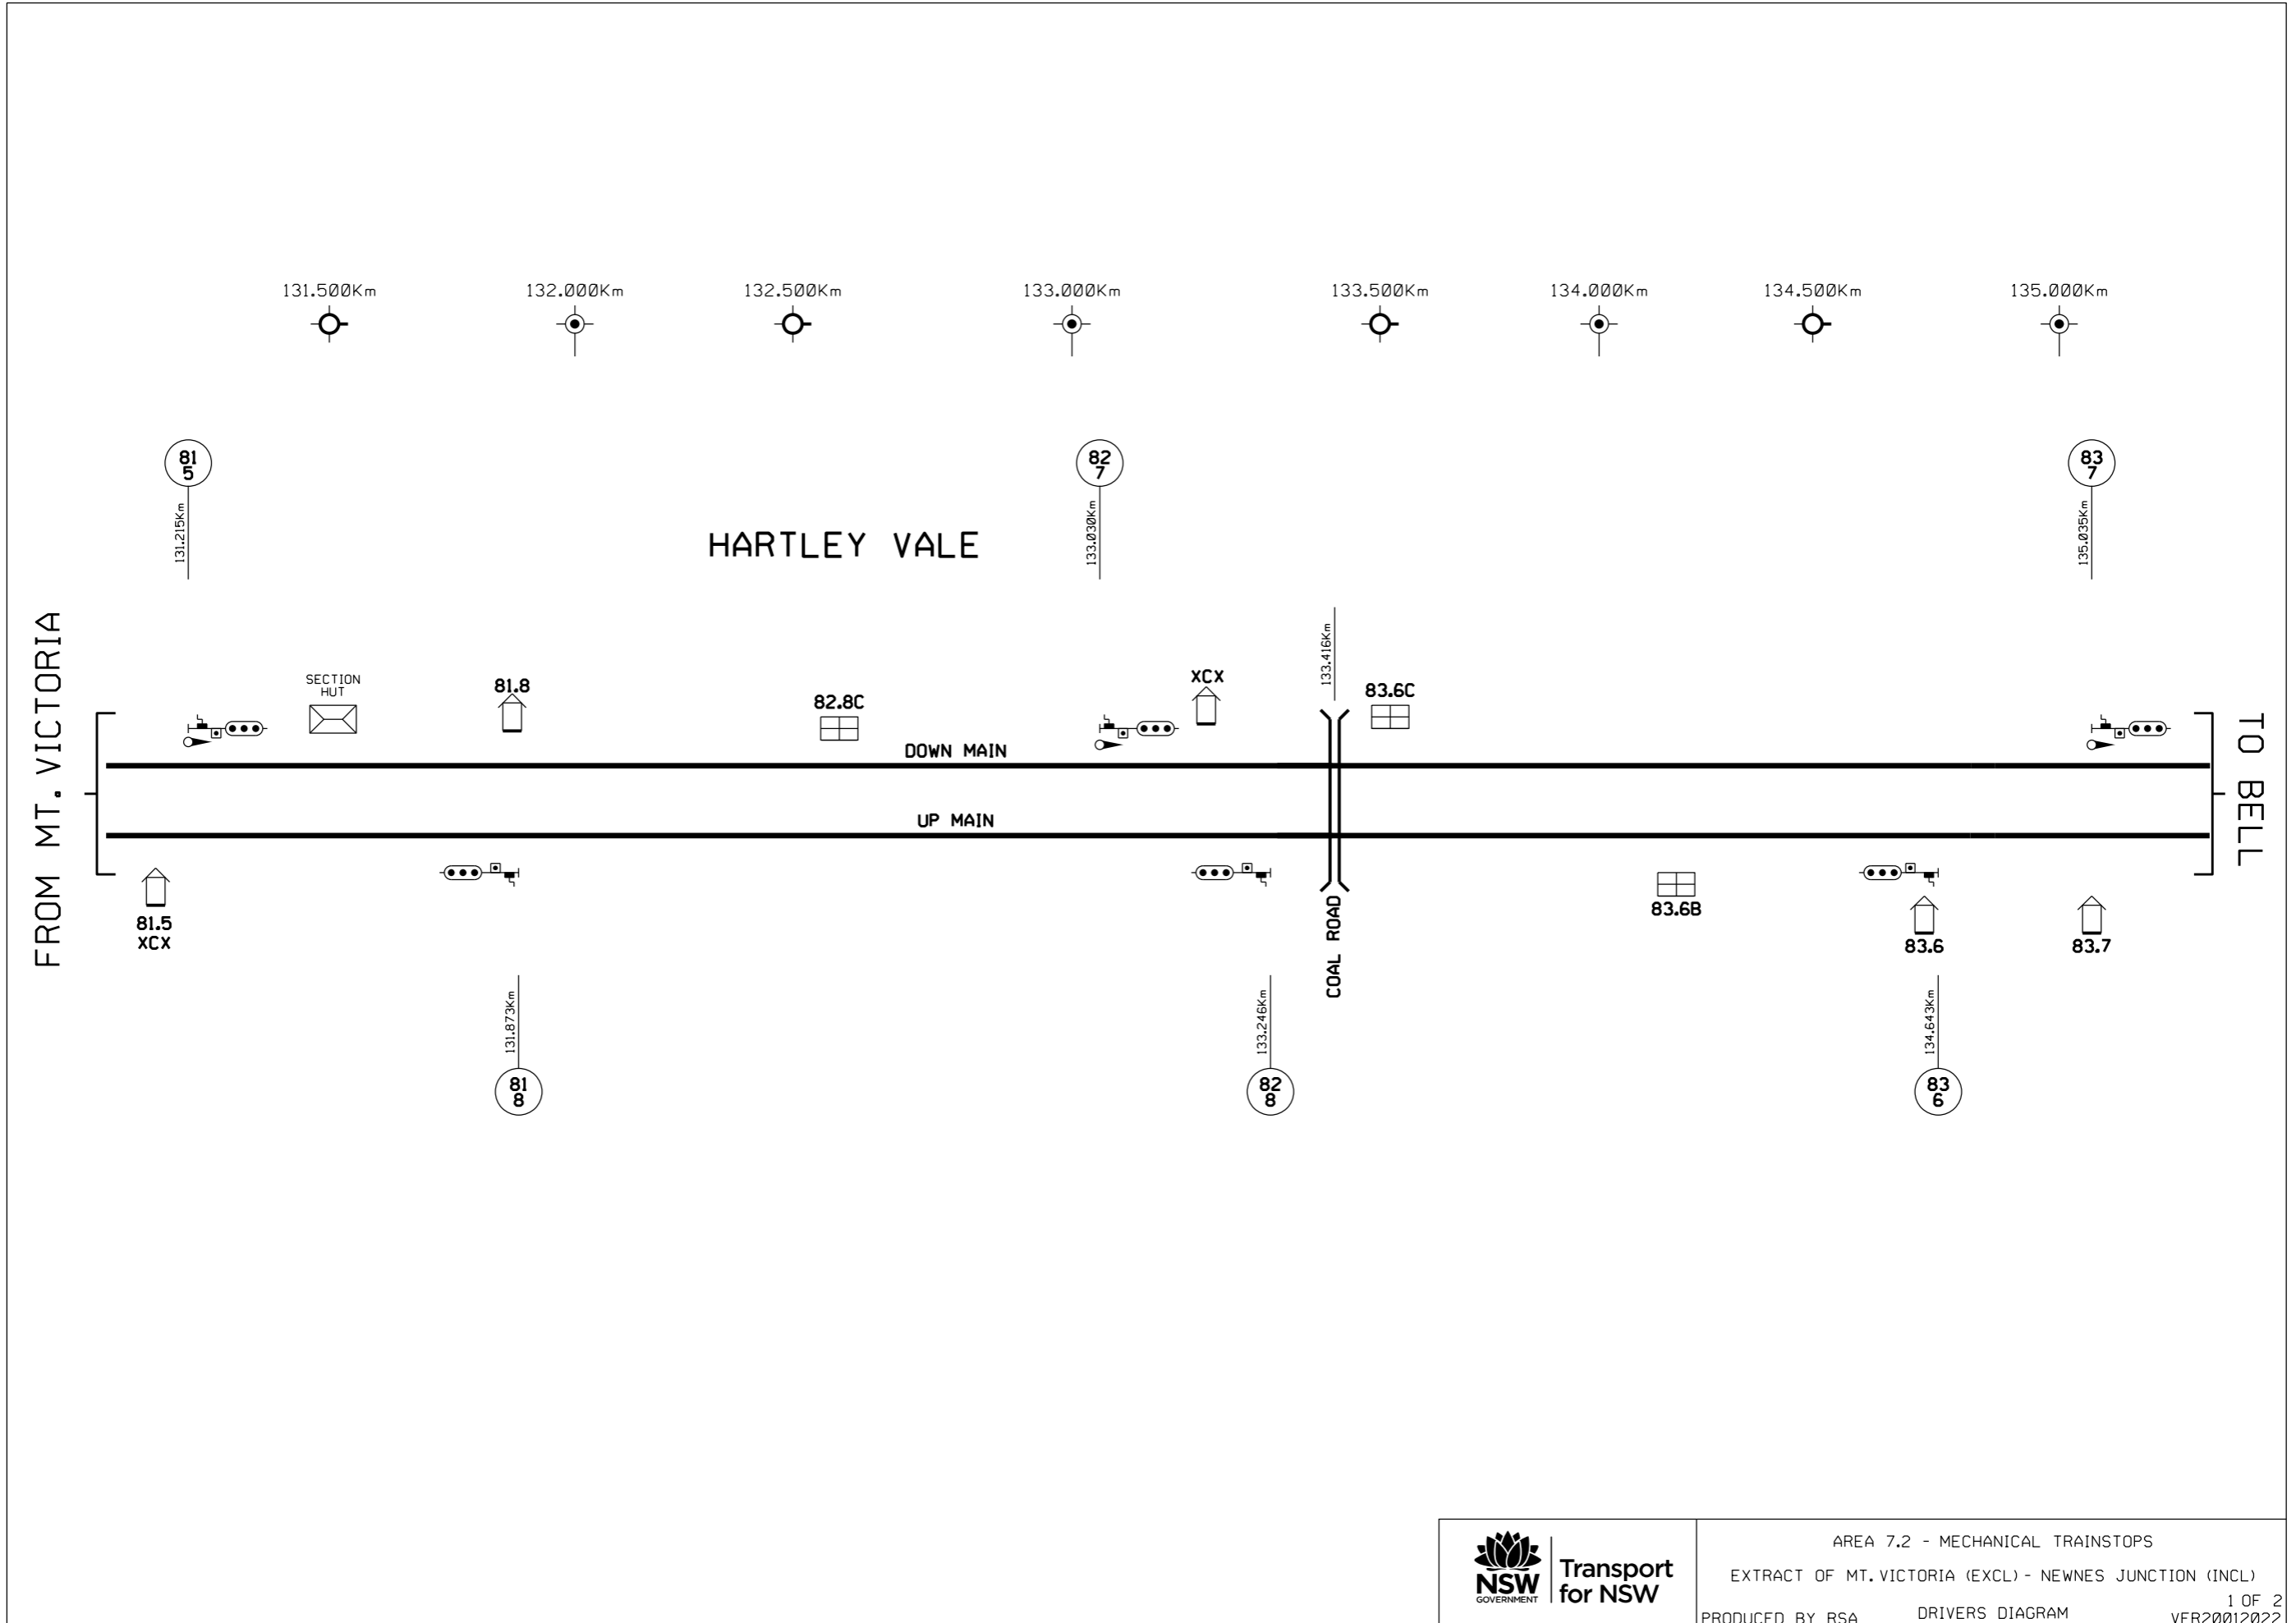 131.500Km
132.000Km
132.500Km
133.000Km
133.500Km
134.000Km
134.500Km
135.000Km
81
5
82
7
83
7
131.215Km
133.030Km
135.035Km
HARTLEY VALE
FROM MT. VICTORIA
TO BELL
133.416Km
SECTION
HUT
81.8
82.8C
XCX
83.6C
DOWN MAIN
UP MAIN
81.5
XCX
COAL ROAD
83.6B
83.6
83.7
131.873Km
133.246Km
134.643Km
81
8
82
8
83
6
NSW
GOVERNMENT
Transport
for NSW
AREA 7.2 - MECHANICAL TRAINSTOPS
EXTRACT OF MT. VICTORIA (EXCL) - NEWNES JUNCTION (INCL)
1 OF 2
PRODUCED BY RSA
DRIVERS DIAGRAM
VER20012022